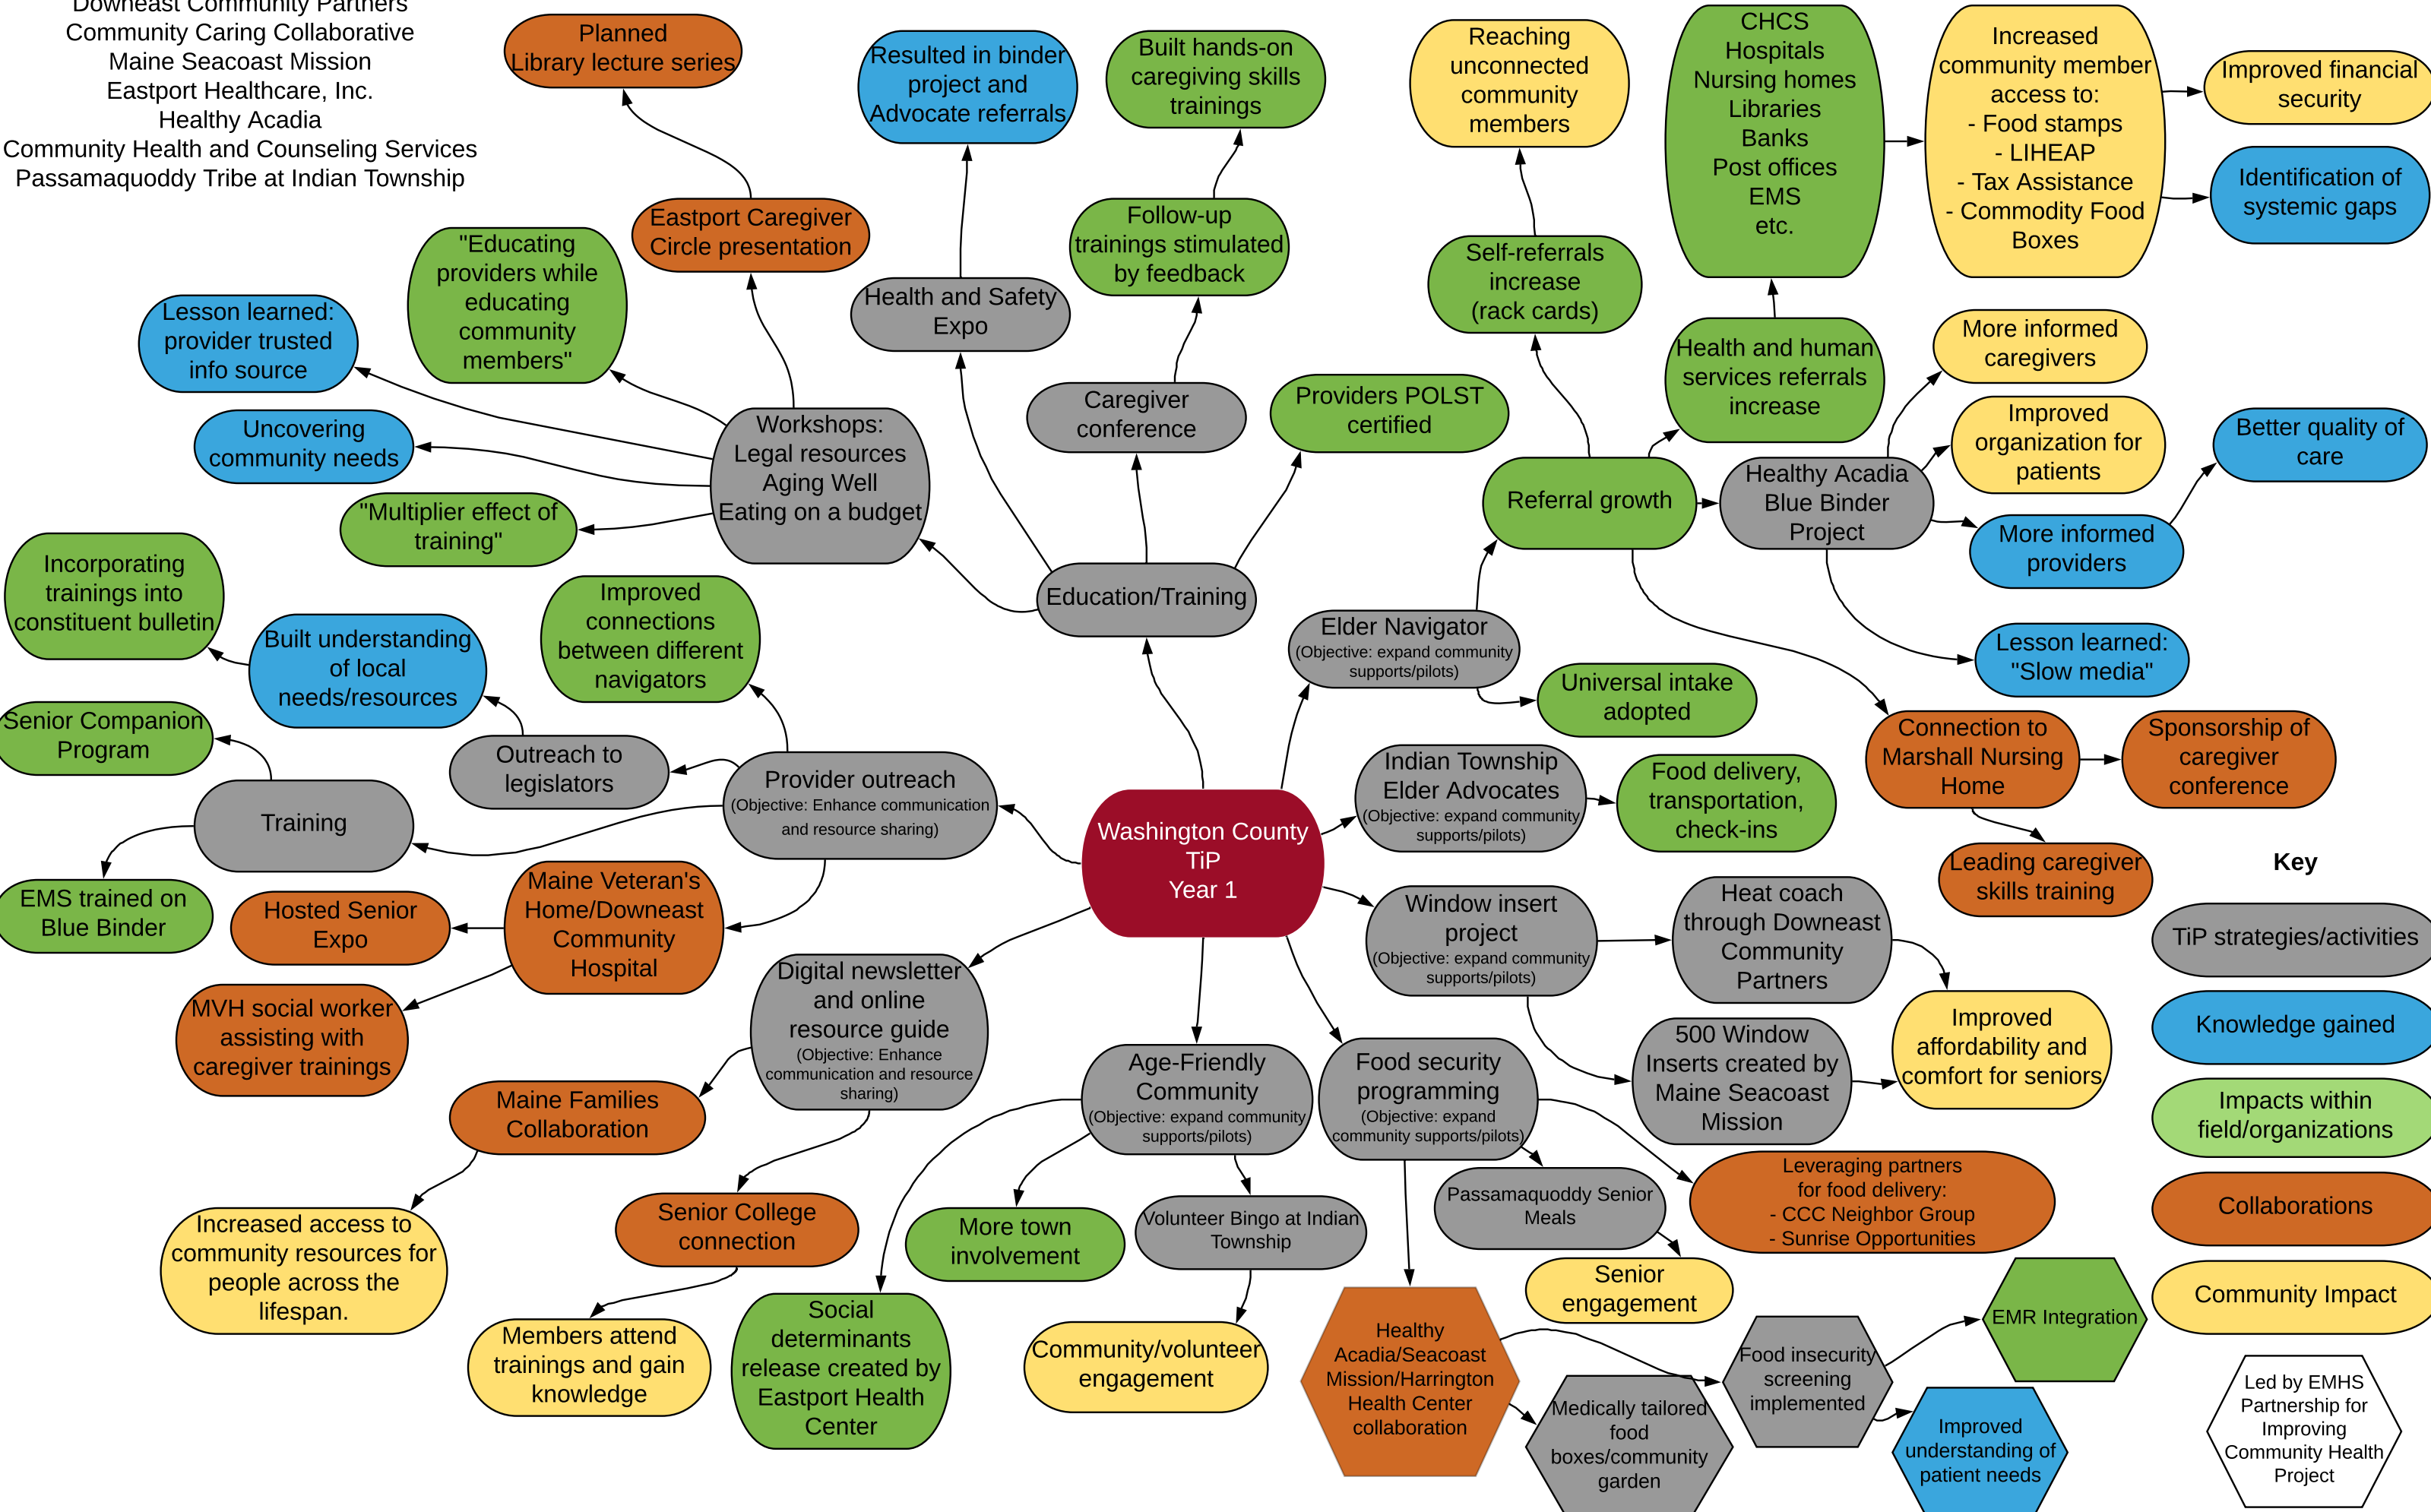 Downeast Community Partners
Community Caring Collaborative
Maine Seacoast Mission
Eastport Healthcare, Inc.
Healthy Acadia
Community Health and Counseling Services
Passamaquoddy Tribe at Indian Township
Planned
Library lecture series
Resulted in binder
project and
Advocate referrals
Built hands-on
caregiving skills
trainings
Reaching
unconnected
community
members
CHCS
Hospitals
Nursing homes
Libraries
Banks
Post offices
EMS
etc.
Increased
community member
access to:
- Food stamps
- LIHEAP
- Tax Assistance
- Commodity Food
Boxes
Improved financial
security
Identification of
systemic gaps
Eastport Caregiver
Circle presentation
Follow-up
trainings stimulated
by feedback
"Educating
providers while
educating
community
members"
Self-referrals
increase
(rack cards)
Health and Safety
Expo
Lesson learned:
provider trusted
info source
Health and human
services referrals
increase
More informed
caregivers
Caregiver
conference
Providers POLST
certified
Uncovering
community needs
Workshops:
Legal resources
Aging Well
Eating on a budget
Improved
organization for
patients
Better quality of
care
Referral growth
Healthy Acadia
Blue Binder
Project
"Multiplier effect of
training"
More informed
providers
Incorporating
trainings into
constituent bulletin
Improved
connections
between different
navigators
Education/Training
Elder Navigator
(Objective: expand community
supports/pilots)
Lesson learned:
"Slow media"
Built understanding
of local
needs/resources
Universal intake
adopted
Senior Companion
Program
Outreach to
legislators
Provider outreach
(Objective: Enhance communication
and resource sharing)
Indian Township
Elder Advocates
(Objective: expand community
supports/pilots)
Food delivery,
transportation,
check-ins
Connection to
Marshall Nursing
Home
Sponsorship of
caregiver
conference
Training
Washington County
TiP
Year 1
Leading caregiver
skills training
Key
EMS trained on
Blue Binder
Hosted Senior
Expo
Maine Veteran's
Home/Downeast
Community
Hospital
Window insert
project
(Objective: expand community
supports/pilots)
Heat coach
through Downeast
Community
Partners
TiP strategies/activities
MVH social worker
assisting with
caregiver trainings
Digital newsletter
and online
resource guide
(Objective: Enhance
communication and resource
sharing)
Improved
affordability and
comfort for seniors
Knowledge gained
500 Window
Inserts created by
Maine Seacoast
Mission
Maine Families
Collaboration
Age-Friendly
Community
(Objective: expand community
supports/pilots)
Food security
programming
(Objective: expand
community supports/pilots)
Impacts within
field/organizations
Increased access to
community resources for
people across the
lifespan.
Senior College
connection
More town
involvement
Volunteer Bingo at Indian
Township
Passamaquoddy Senior
Meals
Leveraging partners
for food delivery:
- CCC Neighbor Group
- Sunrise Opportunities
Collaborations
Senior
engagement
Community Impact
Members attend
trainings and gain
knowledge
Social
determinants
release created by
Eastport Health
Center
Community/volunteer
engagement
Healthy
Acadia/Seacoast
Mission/Harrington
Health Center
collaboration
Medically tailored
food
boxes/community
garden
Food insecurity
screening
implemented
EMR Integration
Improved
understanding of
patient needs
Led by EMHS
Partnership for
Improving
Community Health
Project